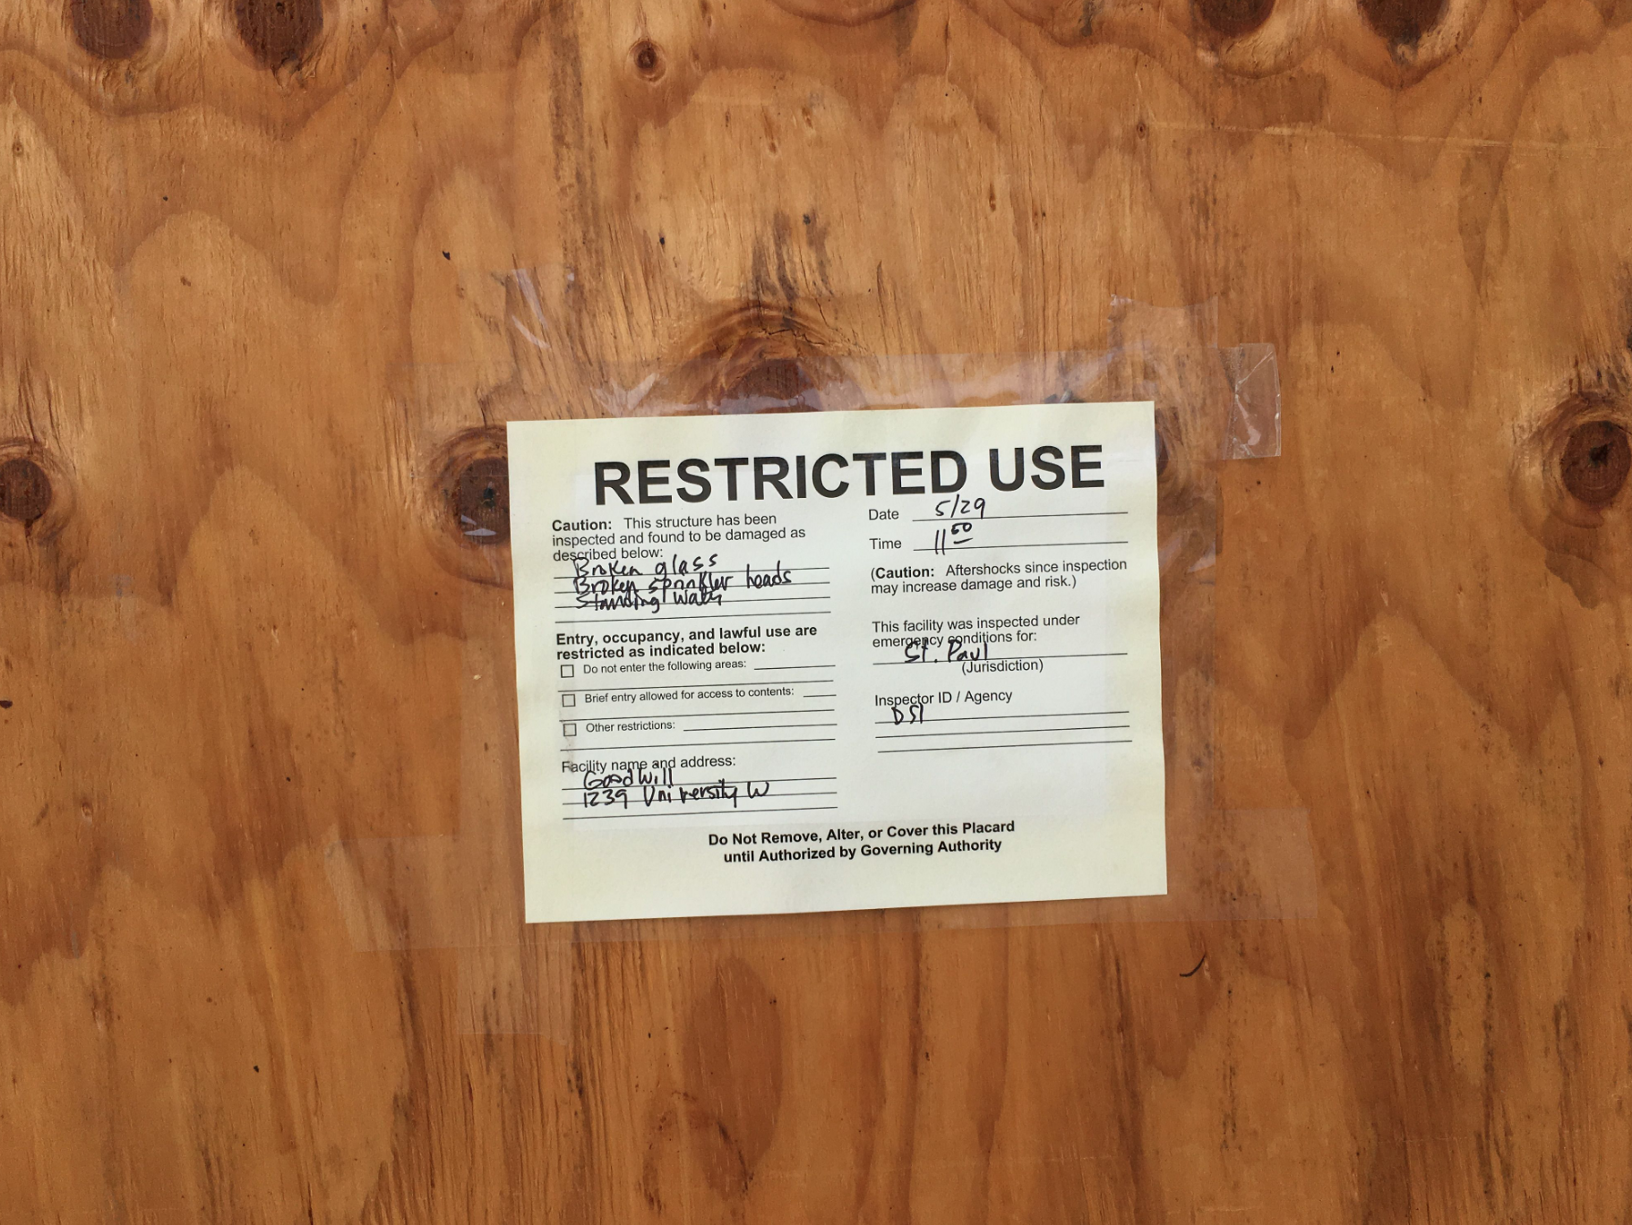 RESTRICTED USE
Caution: This structure has been
inspected and found to be damaged as
described below:
Broken glass
Broken sprinkler heads
Standing water
Entry, occupancy, and lawful use are
restricted as indicated below:
Do not enter the following areas:
Brief entry allowed for access to contents:
Other restrictions:
Facility name and address:
GoodWill
1239 University W
Date 5/29
Time 11 50
(Caution: Aftershocks since inspection
may increase damage and risk.)
This facility was inspected under
emergency conditions for:
St. Paul
(Jurisdiction)
Inspector ID / Agency
DSI
Do Not Remove, Alter, or Cover this Placard
until Authorized by Governing Authority